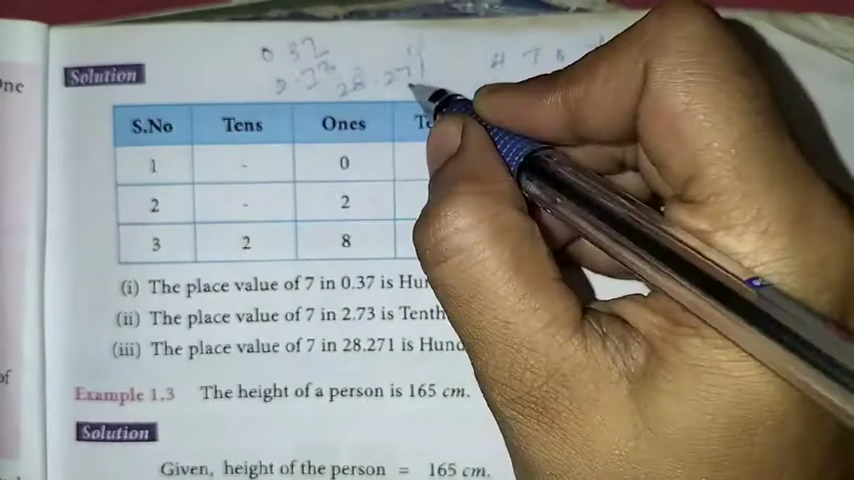 One
0 32
H T
Solution
2.73 28.271
S.No Tens Ones Te
1 - 0
2 - 2
3 2 8
(i) The place value of 7 in 0.37 is Hun
(ii) The place value of 7 in 2.73 is Tenth
(iii) The place value of 7 in 28.271 is Hund
of
Example 1.3 The height of a person is 165 cm.
Solution
Given, height of the person = 165 cm.